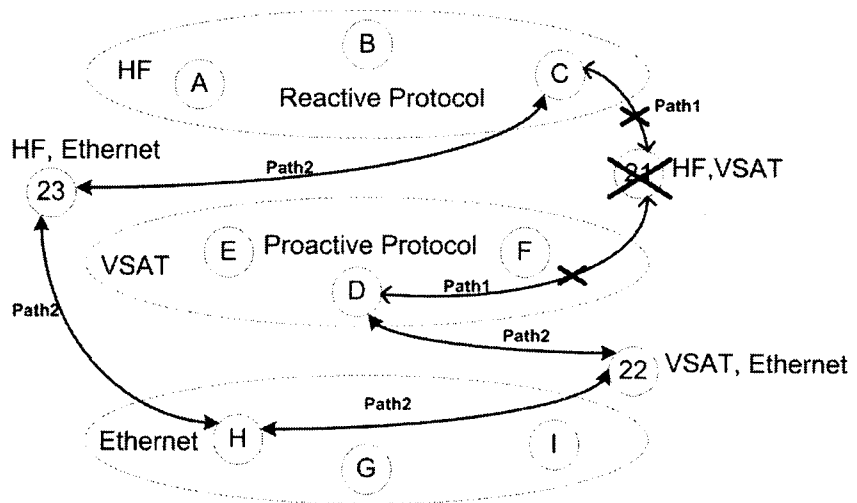 B
HF
A
C
Reactive Protocol
Path1
HF, Ethernet
Path2
21
HF,VSAT
23
E
Proactive Protocol
F
VSAT
D
Path1
Path2
Path2
22
VSAT, Ethernet
Path2
Ethernet
H
I
G